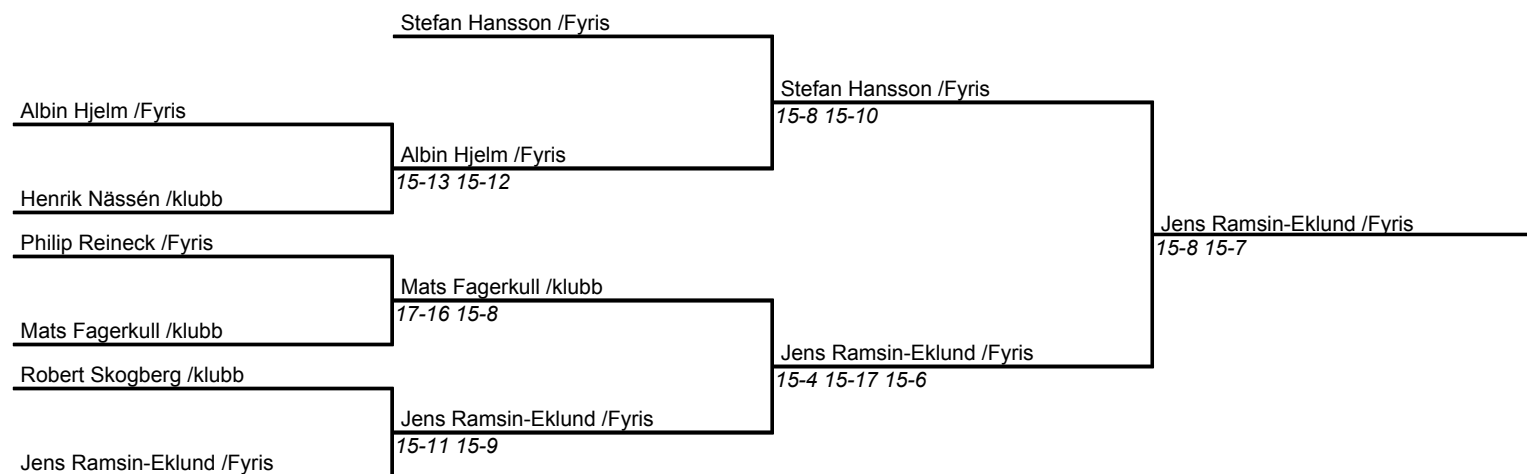 Stefan Hansson /Fyris
Stefan Hansson /Fyris
15-8 15-10
Albin Hjelm /Fyris
Albin Hjelm /Fyris
15-13 15-12
Henrik Nässén /klubb
Jens Ramsin-Eklund /Fyris
15-8 15-7
Philip Reineck /Fyris
Mats Fagerkull /klubb
17-16 15-8
Mats Fagerkull /klubb
Jens Ramsin-Eklund /Fyris
15-4 15-17 15-6
Robert Skogberg /klubb
Jens Ramsin-Eklund /Fyris
15-11 15-9
Jens Ramsin-Eklund /Fyris